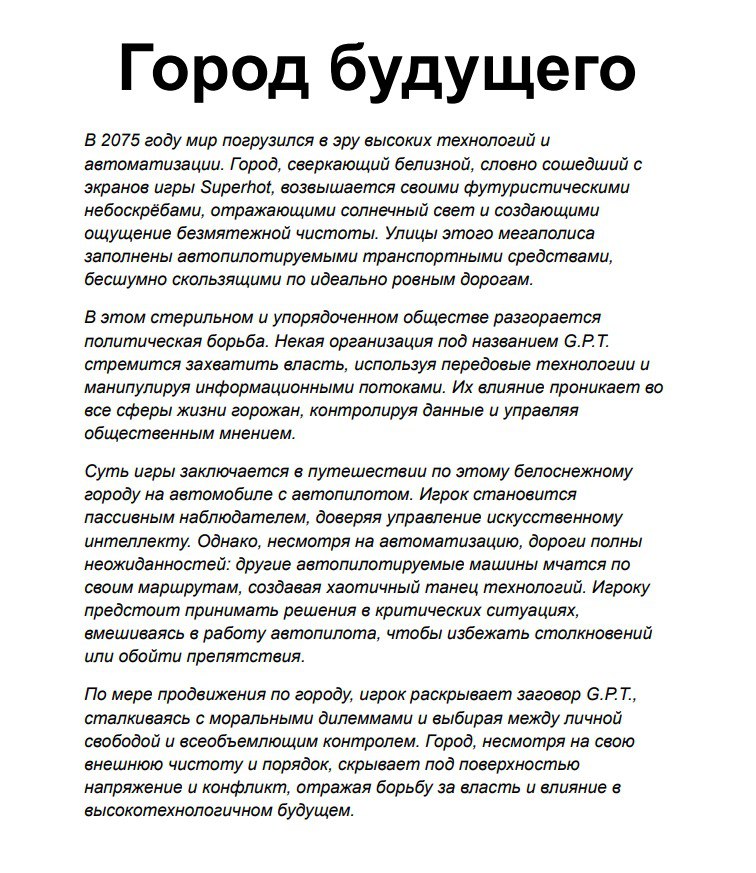 Город будущего
В 2075 году мир погрузился в эру высоких технологий и
автоматизации. Город, сверкающий белизной, словно сошедший с
экранов игры Superhot, возвышается своими футуристическими
небоскрёбами, отражающими солнечный свет и создающими
ощущение безмятежной чистоты. Улицы этого мегаполиса
заполнены автопилотируемыми транспортными средствами,
бесшумно скользящими по идеально ровным дорогам.
В этом стерильном и упорядоченном обществе разгорается
политическая борьба. Некая организация под названием G.P.T.
стремится захватить власть, используя передовые технологии и
манипулируя информационными потоками. Их влияние проникает во
все сферы жизни горожан, контролируя данные и управляя
общественным мнением.
Суть игры заключается в путешествии по этому белоснежному
городу на автомобиле с автопилотом. Игрок становится
пассивным наблюдателем, доверяя управление искусственному
интеллекту. Однако, несмотря на автоматизацию, дороги полны
неожиданностей: другие автопилотируемые машины мчатся по
своим маршрутам, создавая хаотичный танец технологий. Игроку
предстоит принимать решения в критических ситуациях,
вмешиваясь в работу автопилота, чтобы избежать столкновений
или обойти препятствия.
По мере продвижения по городу, игрок раскрывает заговор G.P.T.,
сталкиваясь с моральными дилеммами и выбирая между личной
свободой и всеобъемлющим контролем. Город, несмотря на свою
внешнюю чистоту и порядок, скрывает под поверхностью
напряжение и конфликт, отражая борьбу за власть и влияние в
высокотехнологичном будущем.